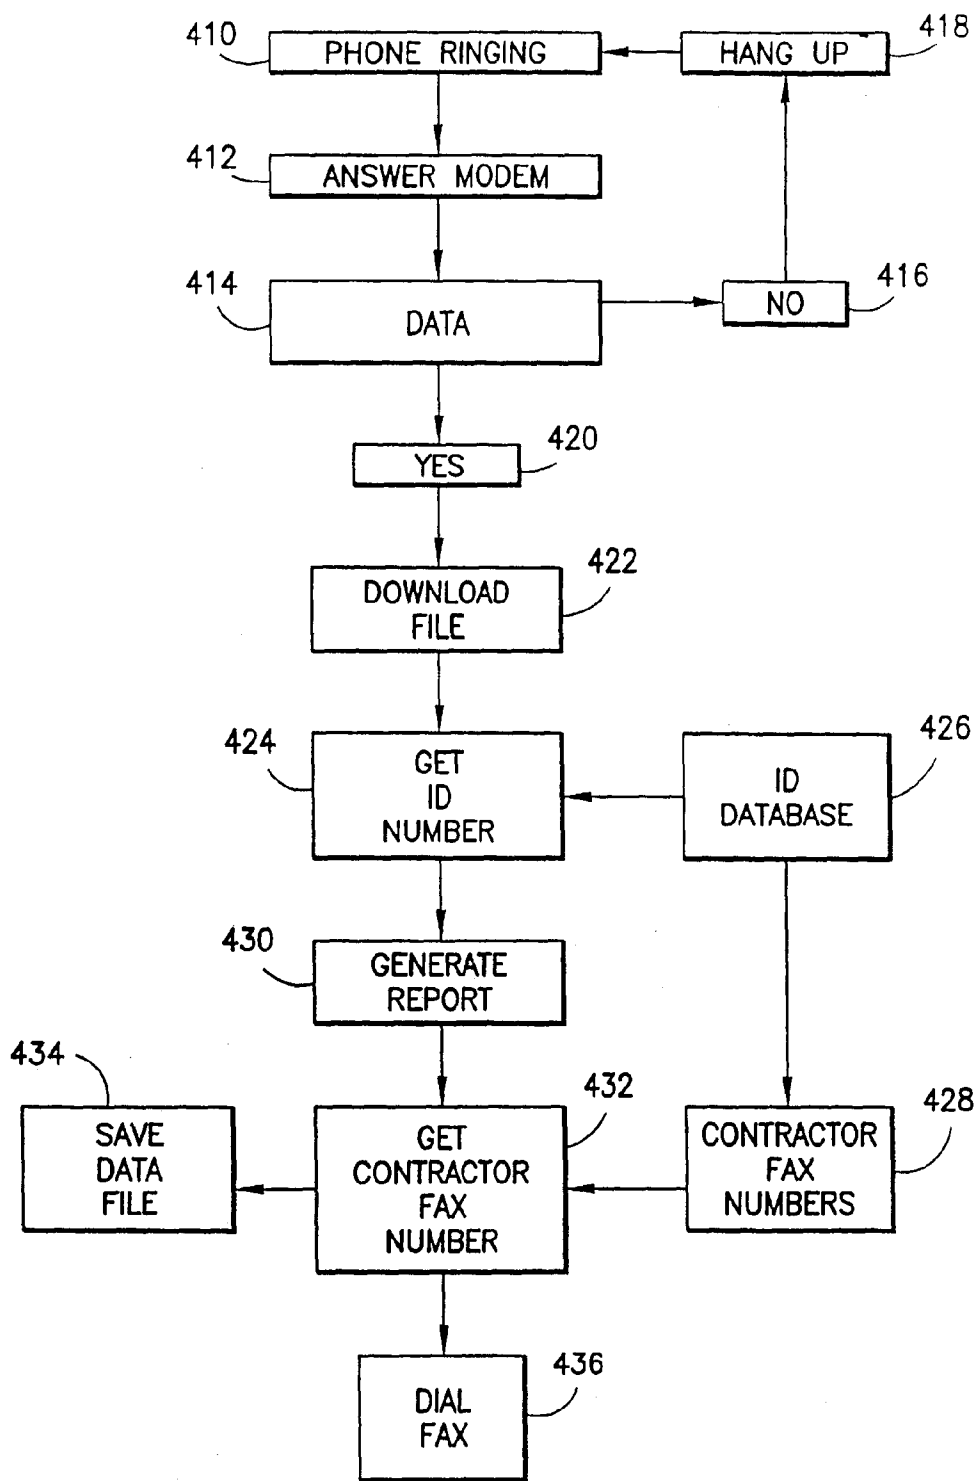 410
PHONE RINGING
HANG UP
418
412
ANSWER MODEM
414
DATA
NO
416
YES
420
DOWNLOAD
FILE
422
424
GET
ID
NUMBER
ID
DATABASE
426
430
GENERATE
REPORT
434
SAVE
DATA
FILE
GET
CONTRACTOR
FAX
NUMBER
432
CONTRACTOR
FAX
NUMBERS
428
DIAL
FAX
436